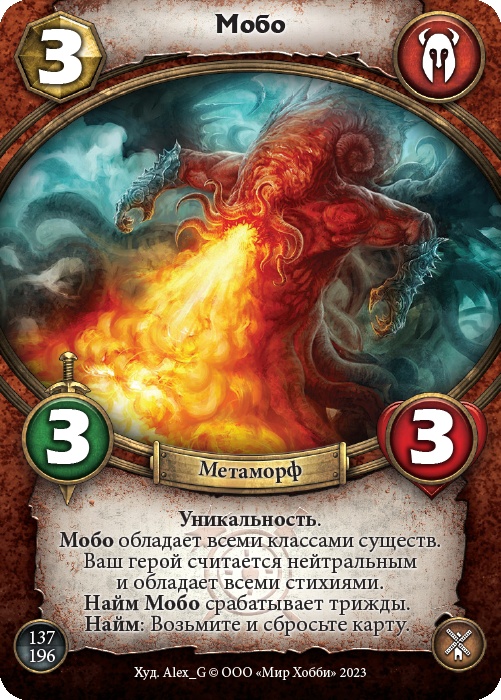 Мобо
3
3
3
Метаморф
Уникальность.
Мобо обладает всеми классами существ.
Ваш герой считается нейтральным
и обладает всеми стихиями.
Найм Мобо срабатывает трижды.
Найм: Возьмите и сбросьте карту.
137
196
Худ. Alex_G © ООО «Мир Хобби» 2023